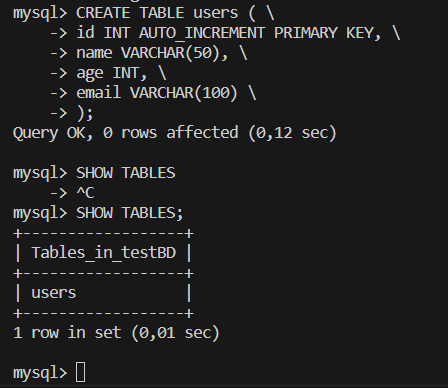 mysql> CREATE TABLE users ( \
    -> id INT AUTO_INCREMENT PRIMARY KEY, \
    -> name VARCHAR(50), \
    -> age INT, \
    -> email VARCHAR(100) \
    -> );
Query OK, 0 rows affected (0,12 sec)

mysql> SHOW TABLES
    -> ^C
mysql> SHOW TABLES;
+------------------+
| Tables_in_testBD |
+------------------+
| users            |
+------------------+
1 row in set (0,01 sec)

mysql>